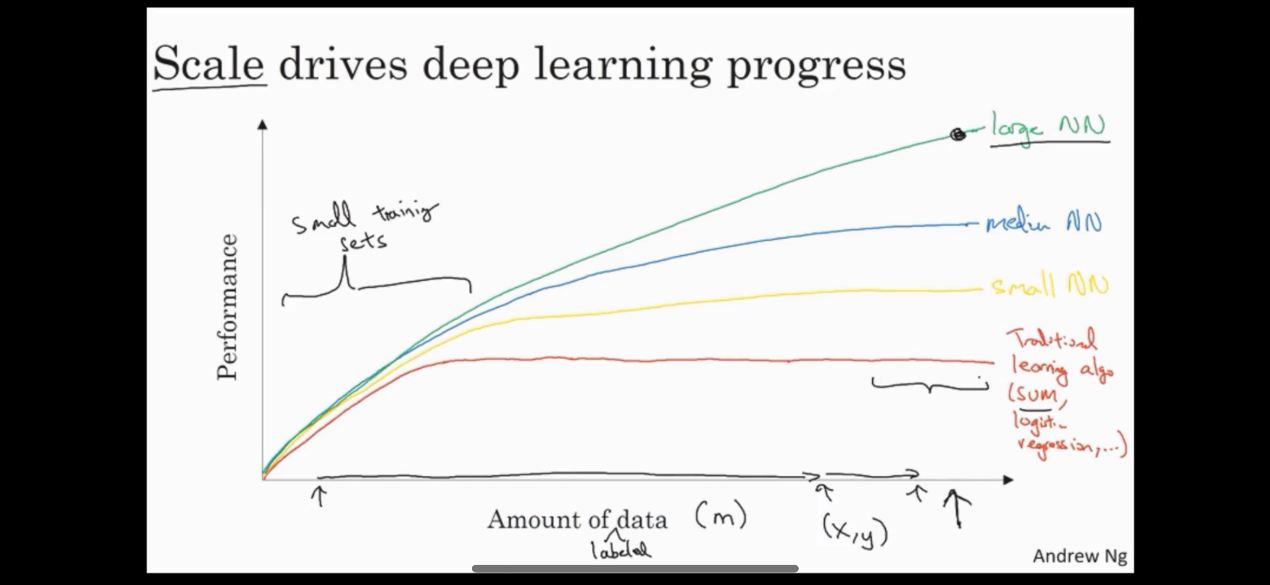 Scale drives deep learning progress
large NN
small training
sets
medium NN
small NN
Performance
Traditional
learning algo
(SVM,
logistic
regression,...)
Amount of data (m)
labeled
(x,y)
Andrew Ng